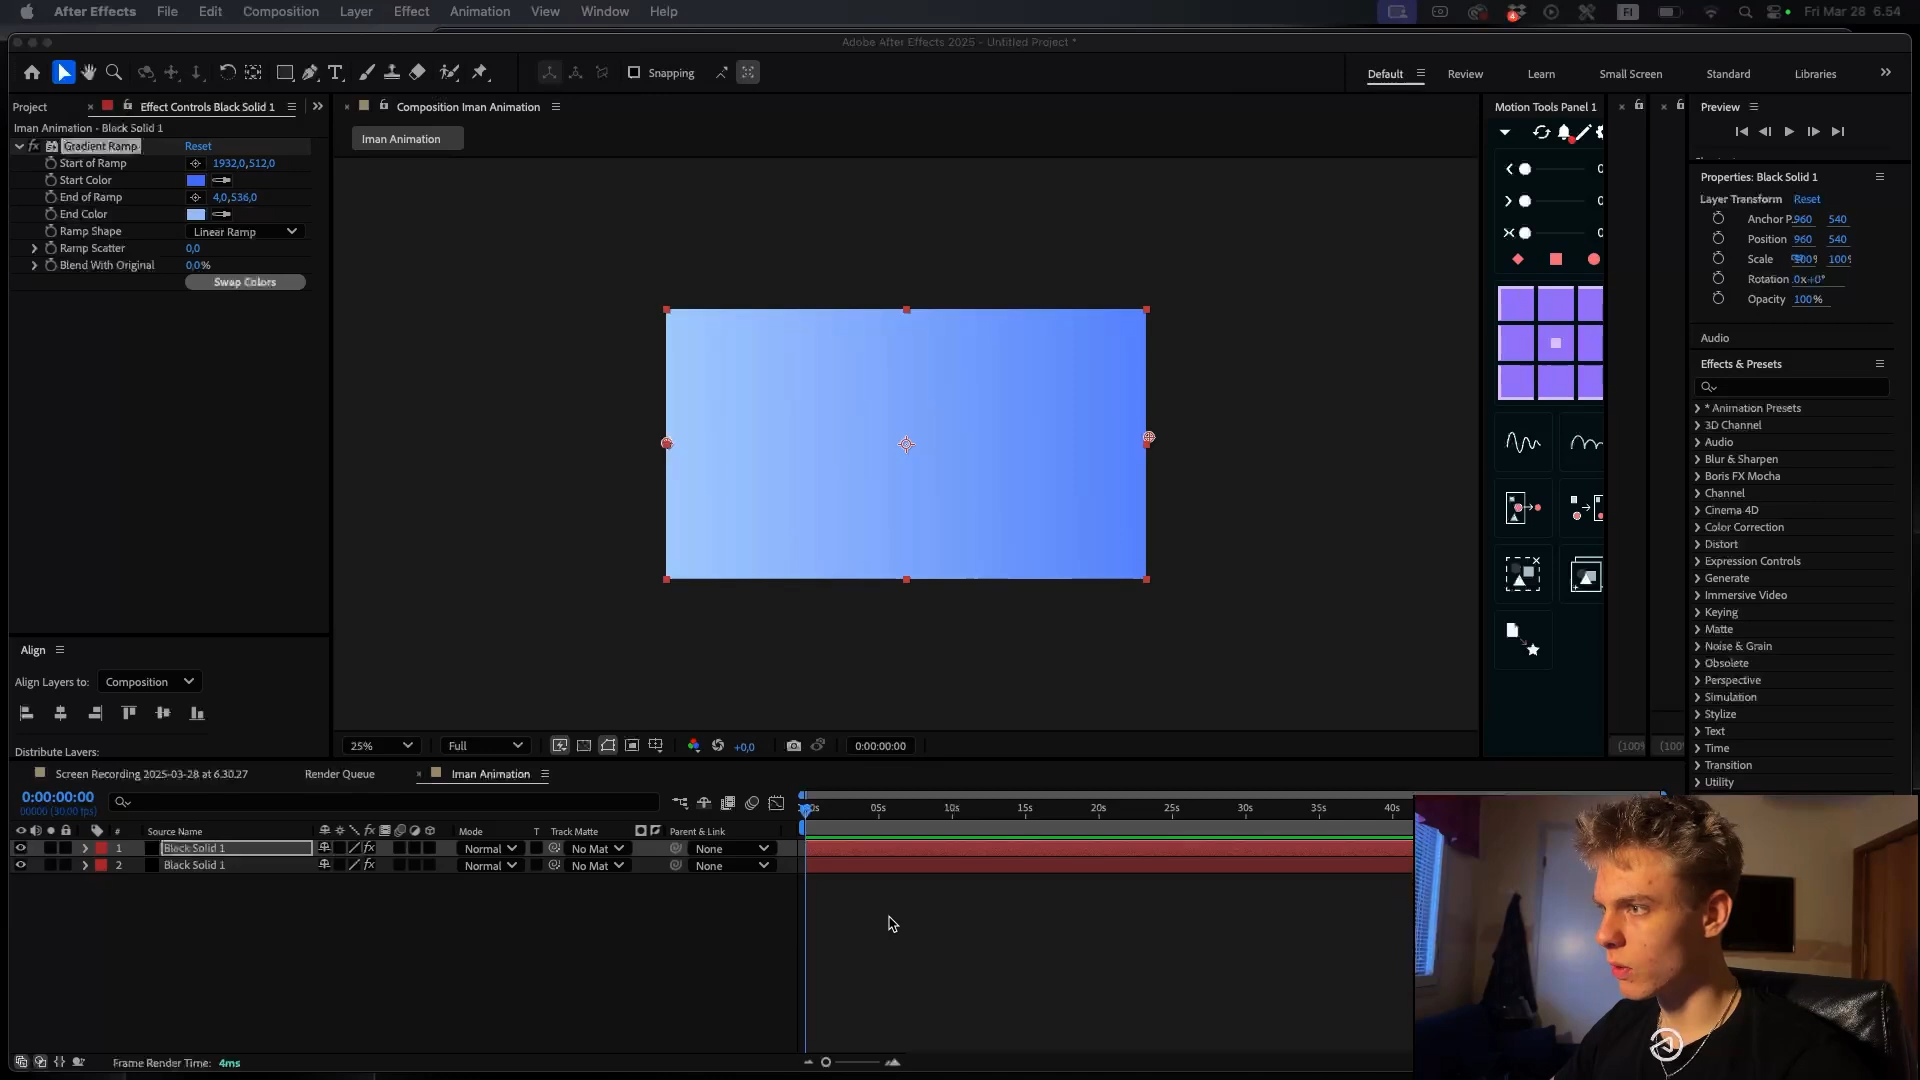 After Effects File Edit Composition Layer Effect Animation View Window Help 4 FI Fri Mar 28 6.54
Adobe After Effects 2025 - Untitled Project *
Snapping Default Review Learn Small Screen Standard Libraries
Project Effect Controls Black Solid 1
Iman Animation - Black Solid 1
fx Gradient Ramp Reset
Start of Ramp 1932,0,512,0
Start Color
End of Ramp 4,0,536,0
End Color
Ramp Shape Linear Ramp
Ramp Scatter 0,0
Blend With Original 0,0%
Swap Colors
Composition Iman Animation
Iman Animation
Motion Tools Panel 1
0
0
0
Preview
Properties: Black Solid 1
Layer Transform Reset
Anchor P. 960 540
Position 960 540
Scale 100% 100%
Rotation 0x+0°
Opacity 100%
Audio
Effects & Presets
* Animation Presets
3D Channel
Audio
Blur & Sharpen
Boris FX Mocha
Channel
Cinema 4D
Color Correction
Distort
Expression Controls
Generate
Immersive Video
Keying
Matte
Noise & Grain
Obsolete
Perspective
Simulation
Stylize
Text
Time
Transition
Utility
Align
Align Layers to: Composition
Distribute Layers:
25% Full +0,0 0:00:00:00 (100% (100%
Screen Recording 2025-03-28 at 6.30.27 Render Queue Iman Animation
0:00:00:00
00000 (30.00 fps)
05s 10s 15s 20s 25s 30s 35s 40s
# Source Name fx Mode T Track Matte Parent & Link
1 Black Solid 1 fx Normal No Mat None
2 Black Solid 1 fx Normal No Mat None
Frame Render Time: 4ms